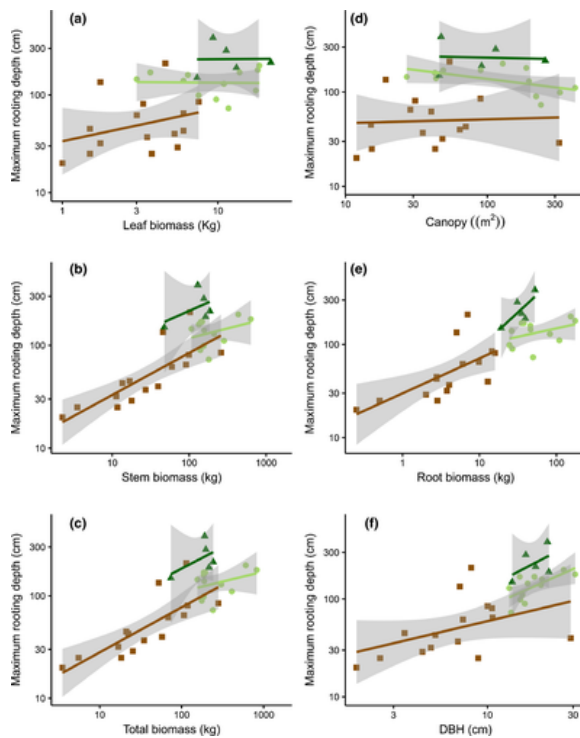 (a)
Maximum rooting depth (cm)
300
100
30
10
1
3
10
Leaf biomass (Kg)
(d)
Maximum rooting depth (cm)
300
100
30
10
10
30
100
300
Canopy ((m²))
(b)
Maximum rooting depth (cm)
300
100
30
10
10
100
1000
Stem biomass (kg)
(e)
Maximum rooting depth (cm)
300
100
30
10
1
10
100
Root biomass (kg)
(c)
Maximum rooting depth (cm)
300
100
30
10
10
100
1000
Total biomass (kg)
(f)
Maximum rooting depth (cm)
300
100
30
10
3
10
30
DBH (cm)